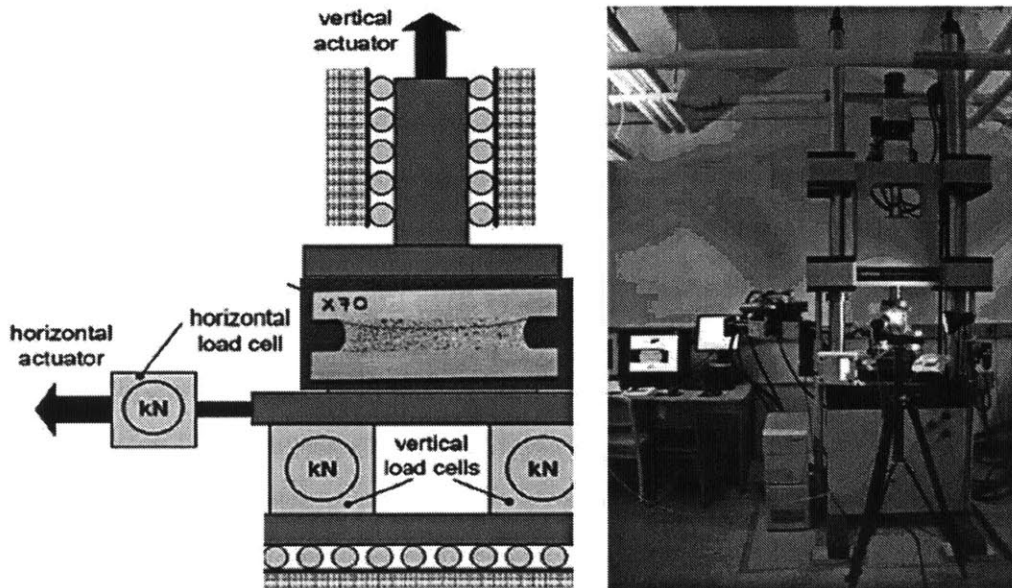 vertical
actuator
X70
horizontal
load cell
horizontal
actuator
kN
vertical
load cells
kN
kN